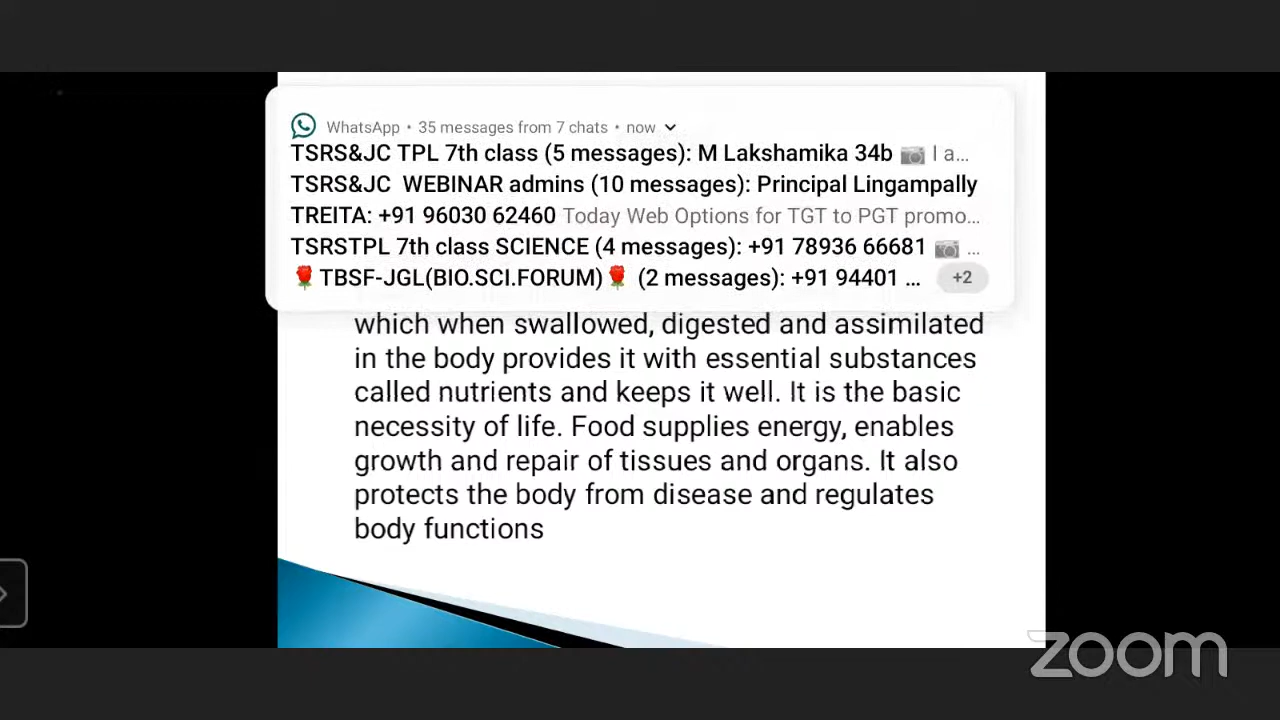 WhatsApp • 35 messages from 7 chats • now
TSRS&JC TPL 7th class (5 messages): M Lakshamika 34b 📷 I a...
TSRS&JC WEBINAR admins (10 messages): Principal Lingampally
TREITA: +91 96030 62460 Today Web Options for TGT to PGT promo...
TSRSTPL 7th class SCIENCE (4 messages): +91 78936 66681 📷 ...
🌹TBSF-JGL(BIO.SCI.FORUM)🌹 (2 messages): +91 94401 ... +2
which when swallowed, digested and assimilated
in the body provides it with essential substances
called nutrients and keeps it well. It is the basic
necessity of life. Food supplies energy, enables
growth and repair of tissues and organs. It also
protects the body from disease and regulates
body functions
zoom